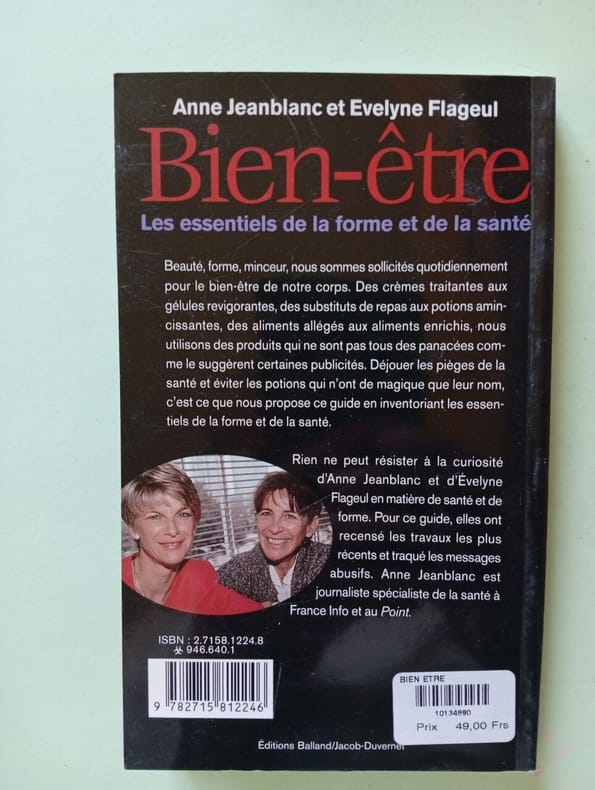 Anne Jeanblanc et Evelyne Flageul
Bien-être
Les essentiels de la forme et de la santé
Beauté, forme, minceur, nous sommes sollicités quotidiennement
pour le bien-être de notre corps. Des crèmes traitantes aux
gélules revigorantes, des substituts de repas aux potions amin-
cissantes, des aliments allégés aux aliments enrichis, nous
utilisons des produits qui ne sont pas tous des panacées com-
me le suggèrent certaines publicités. Déjouer les pièges de la
santé et éviter les potions qui n'ont de magique que leur nom,
c'est ce que nous propose ce guide en inventoriant les essen-
tiels de la forme et de la santé.
Rien ne peut résister à la curiosité
d'Anne Jeanblanc et d'Évelyne
Flageul en matière de santé et de
forme. Pour ce guide, elles ont
recensé les travaux les plus
récents et traqué les messages
abusifs. Anne Jeanblanc est
journaliste spécialiste de la santé à
France Info et au Point.
ISBN : 2.7158.1224.8
946.640.1
9 782715 812246
BIEN ETRE
10134890
Prix 49,00 Frs
Éditions Balland/Jacob-Duvernet